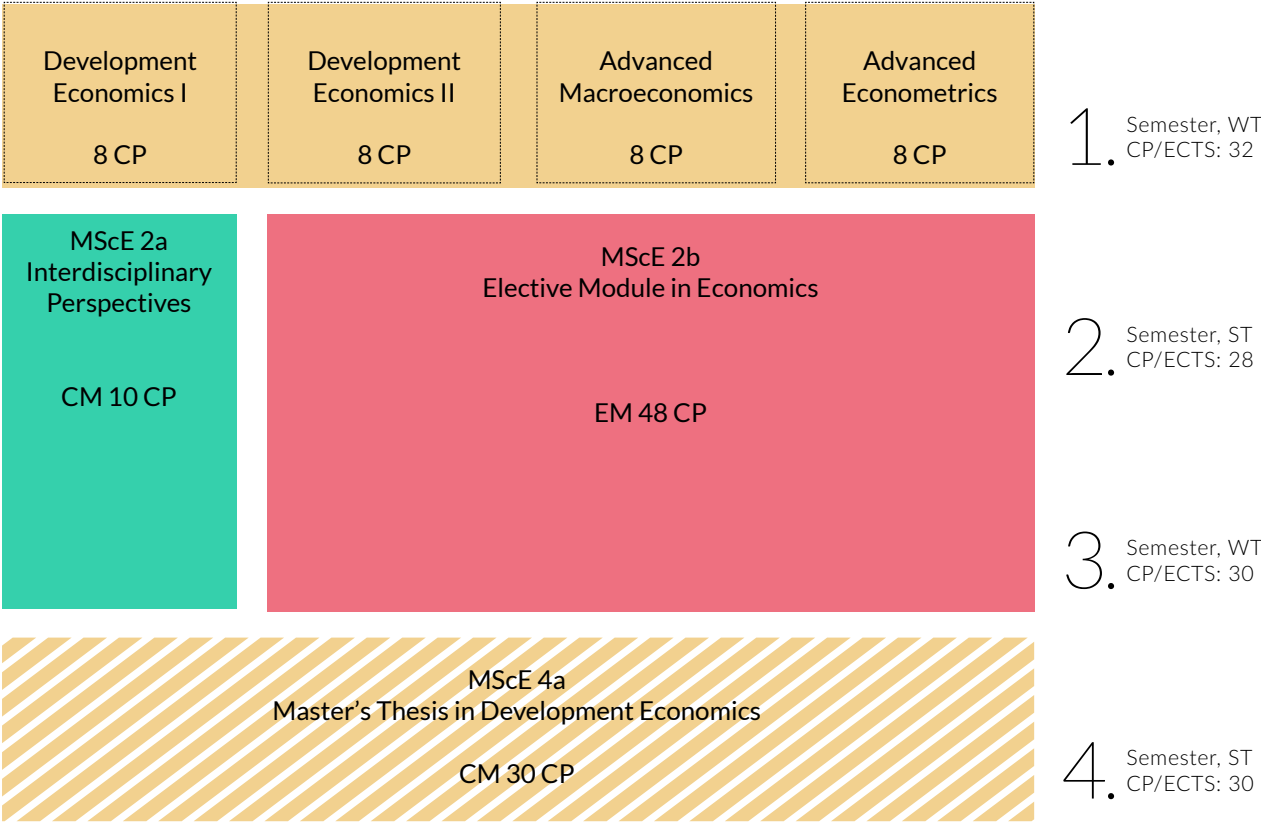 Development
Economics I
8 CP
Development
Economics II
8 CP
Advanced
Macroeconomics
8 CP
Advanced
Econometrics
8 CP
1. Semester, WT
CP/ECTS: 32
MScE 2a
Interdisciplinary
Perspectives
CM 10 CP
MScE 2b
Elective Module in Economics
EM 48 CP
2. Semester, ST
CP/ECTS: 28
3. Semester, WT
CP/ECTS: 30
MScE 4a
Master’s Thesis in Development Economics
CM 30 CP
4. Semester, ST
CP/ECTS: 30